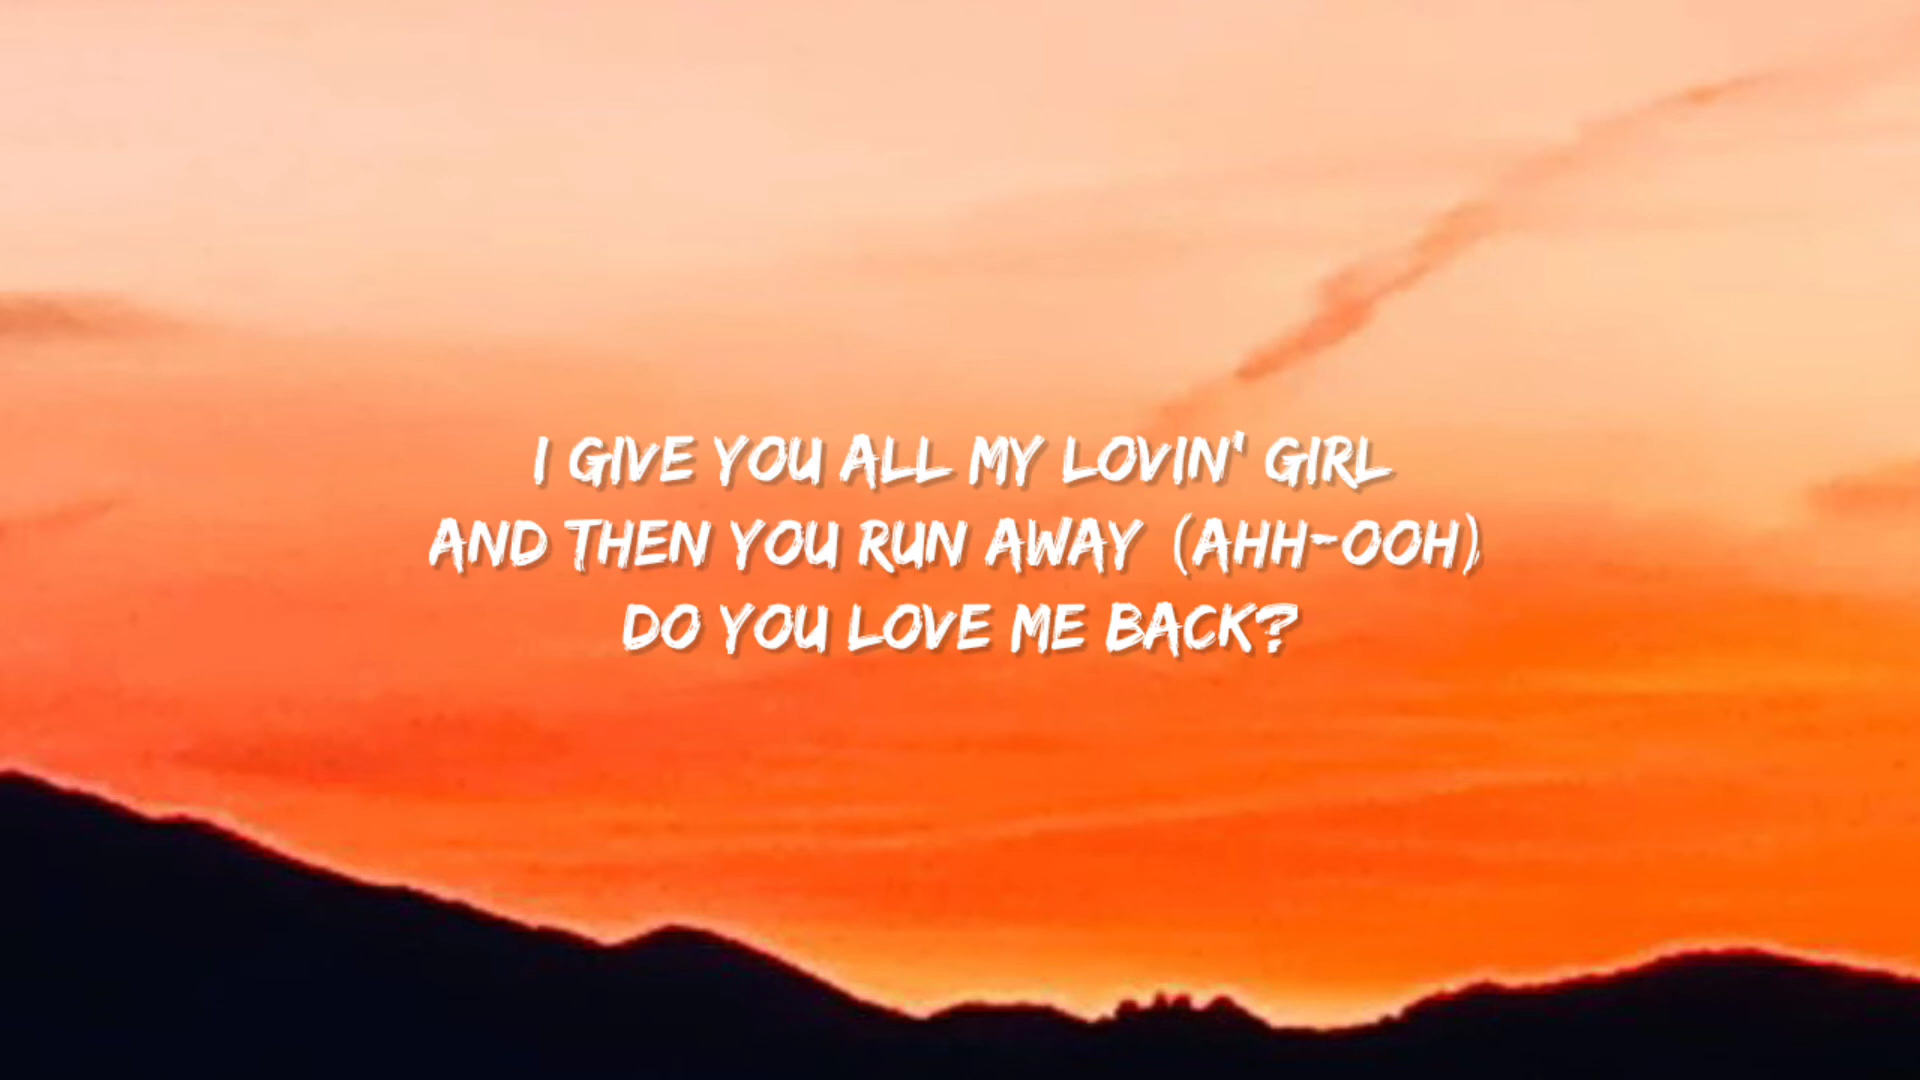 I GIVE YOU ALL MY LOVIN' GIRL
AND THEN YOU RUN AWAY (AHH-OOH)
DO YOU LOVE ME BACK?